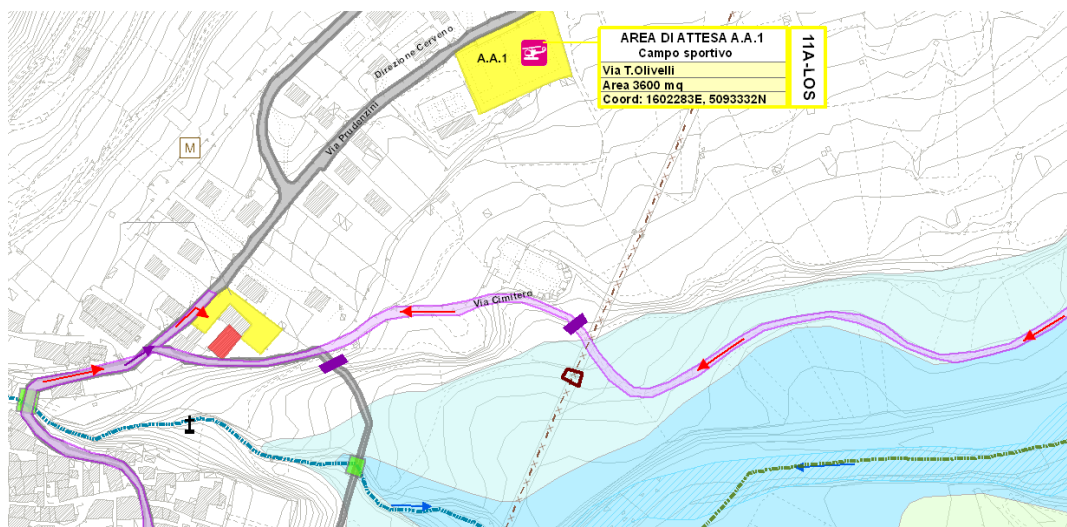 AREA DI ATTESA A.A.1
Campo sportivo
Via T.Olivelli
Area 3600 mq
Coord: 1602283E, 5093332N
11A-LOS
A.A.1
Direzione Cerveno
Via Prudenzini
M
Via Cimitero